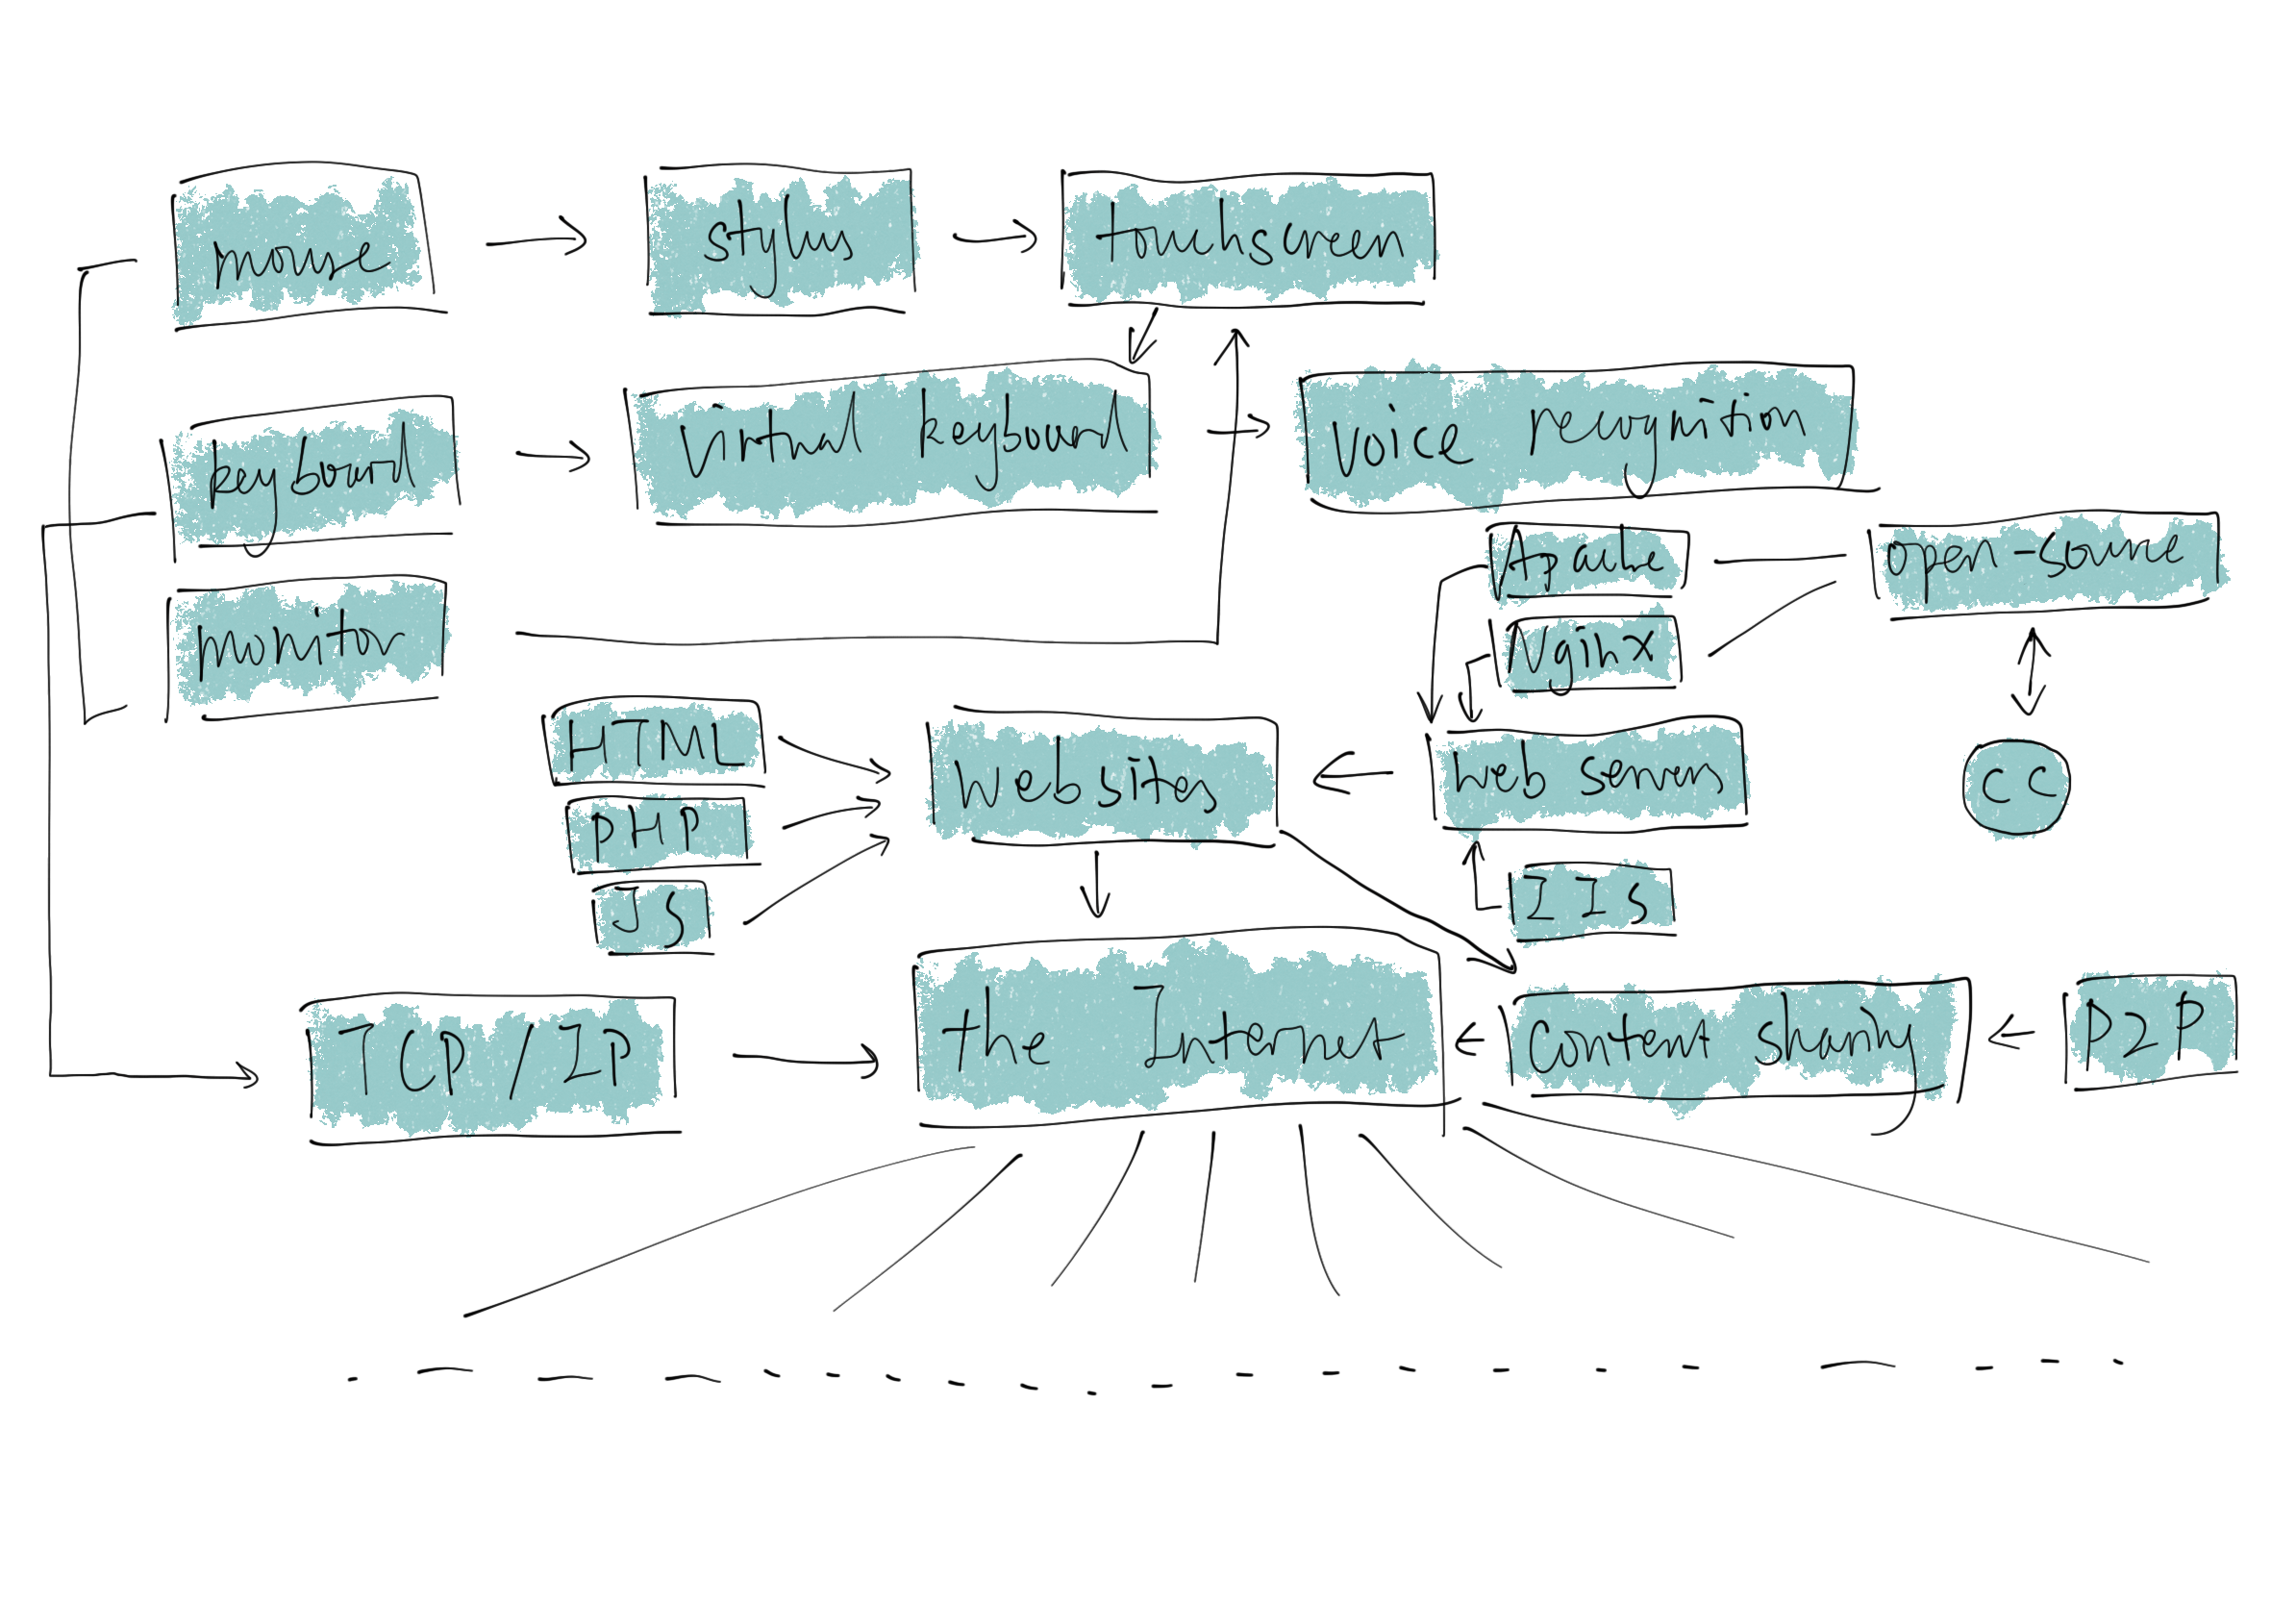 mouse
stylus
touchscreen
keyboard
virtual keyboard
voice recognition
monitor
Apache
open-source
Nginx
HTML
PHP
JS
websites
web servers
CC
IIS
TCP/IP
the Internet
Content sharing
P2P